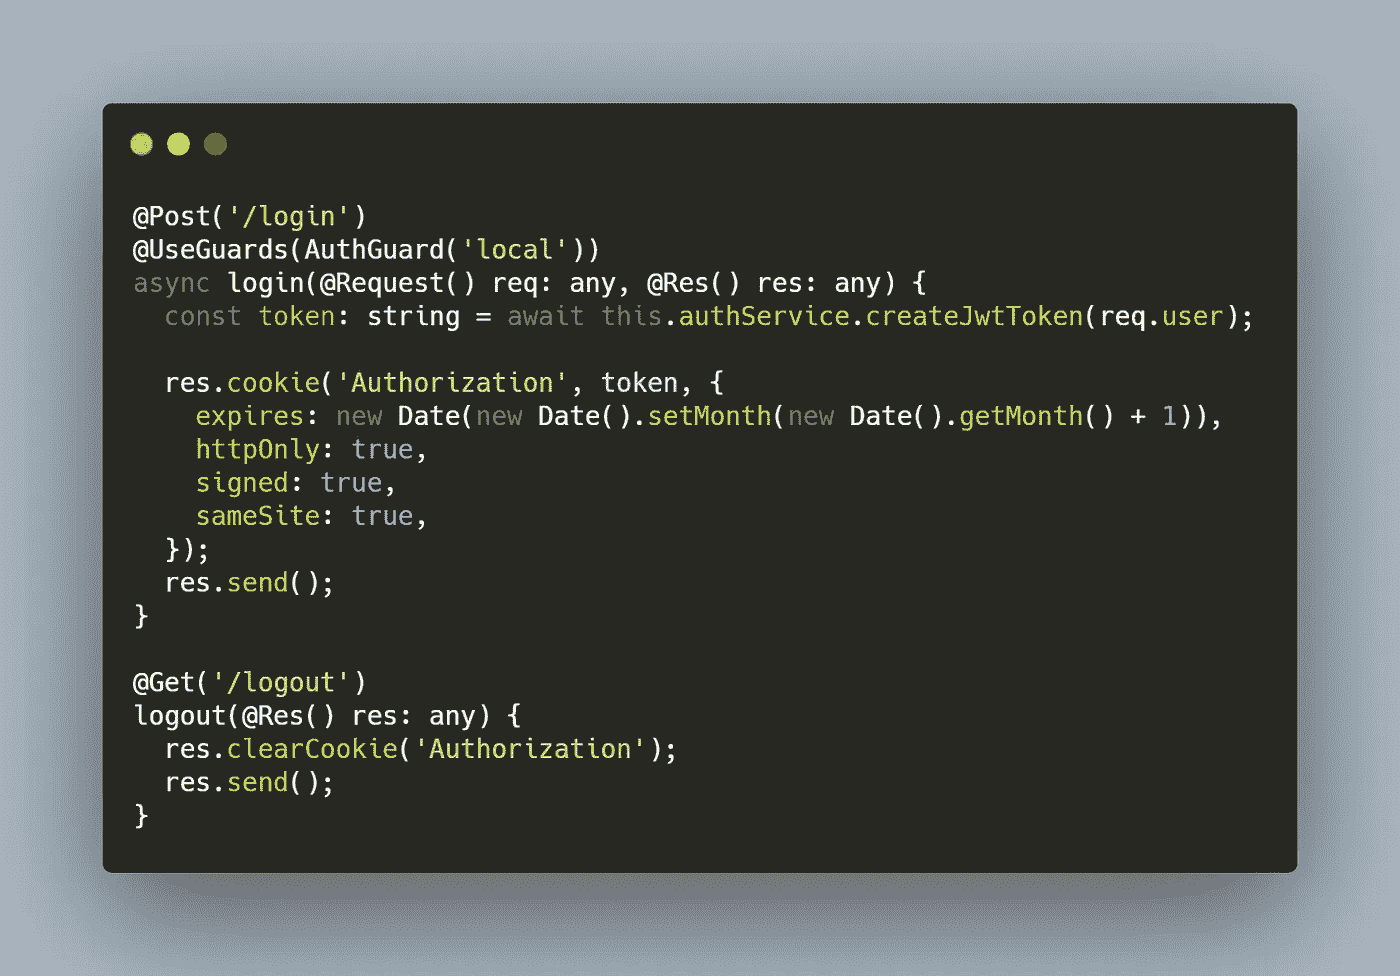 @Post('/login')
@UseGuards(AuthGuard('local'))
async login(@Request() req: any, @Res() res: any) {
  const token: string = await this.authService.createJwtToken(req.user);

  res.cookie('Authorization', token, {
    expires: new Date(new Date().setMonth(new Date().getMonth() + 1)),
    httpOnly: true,
    signed: true,
    sameSite: true,
  });
  res.send();
}

@Get('/logout')
logout(@Res() res: any) {
  res.clearCookie('Authorization');
  res.send();
}